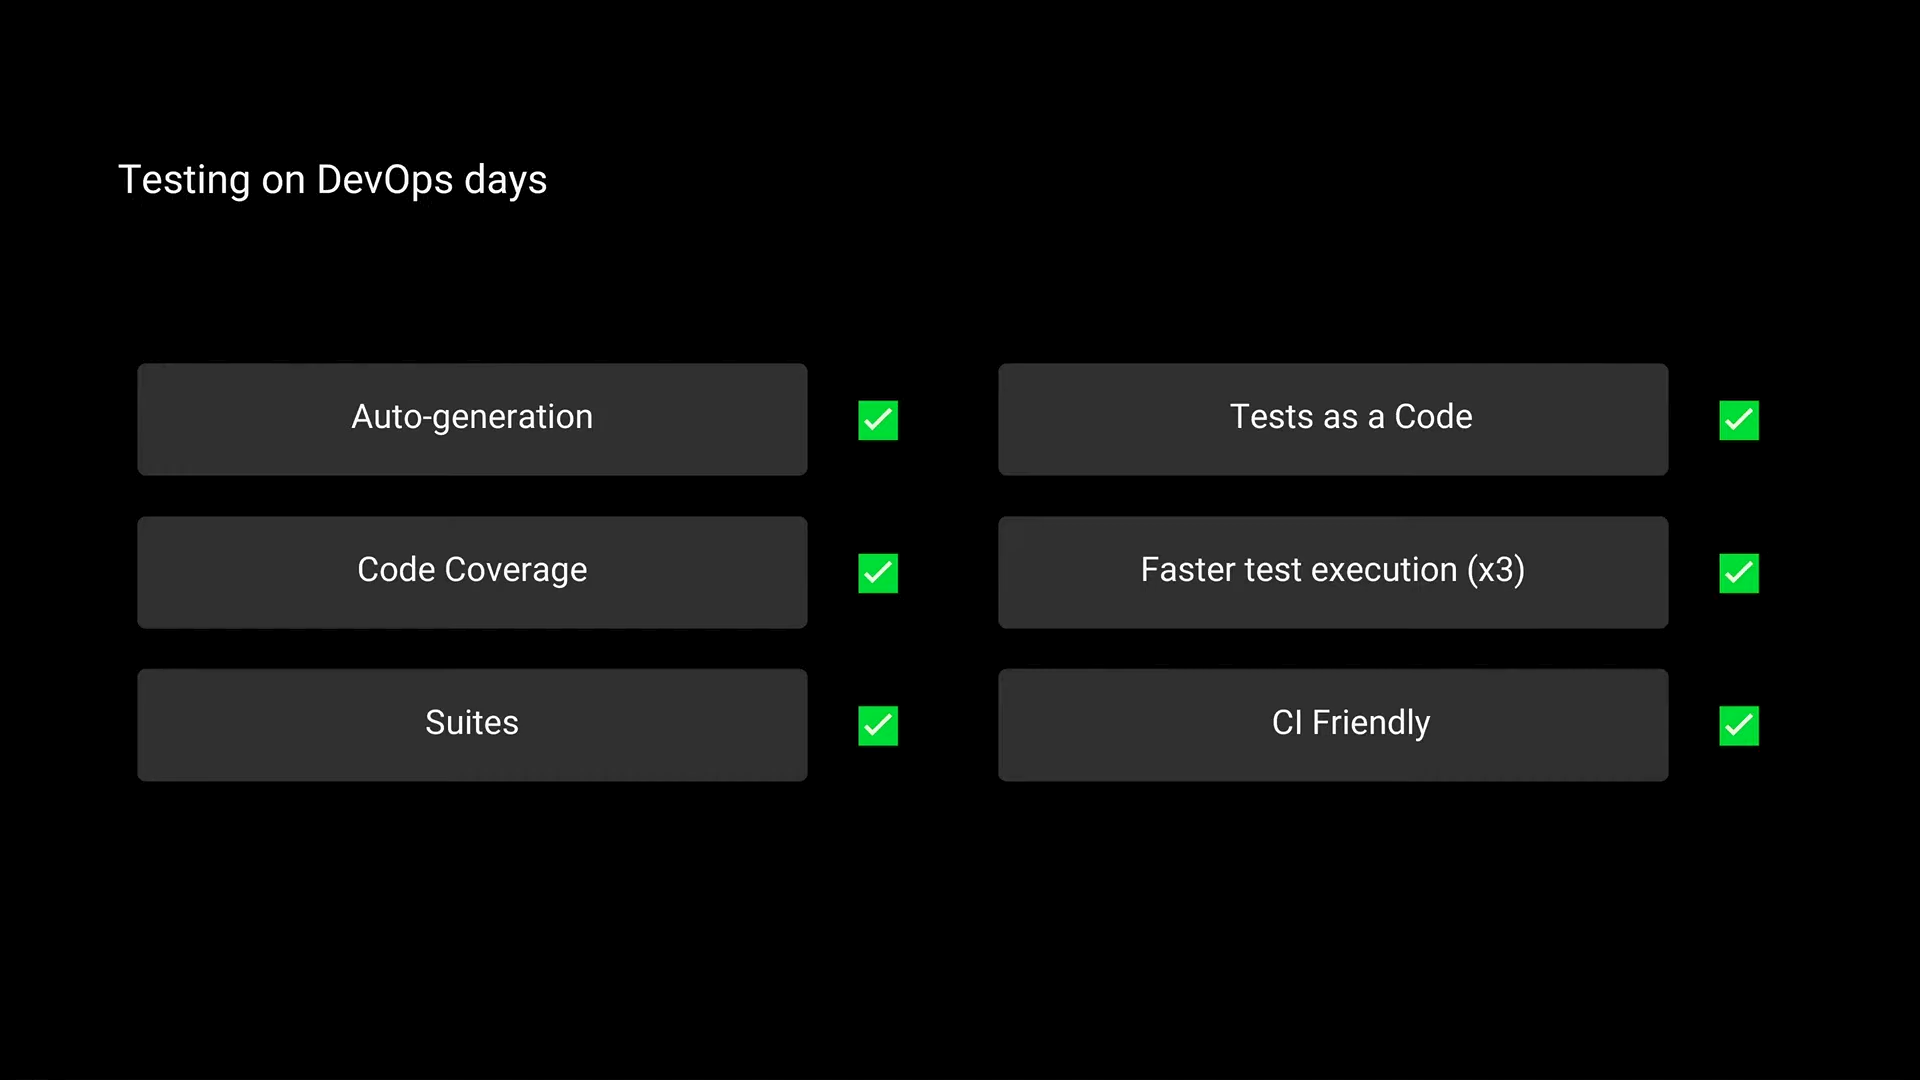 Testing on DevOps days
Auto-generation
Tests as a Code
Code Coverage
Faster test execution (x3)
Suites
CI Friendly